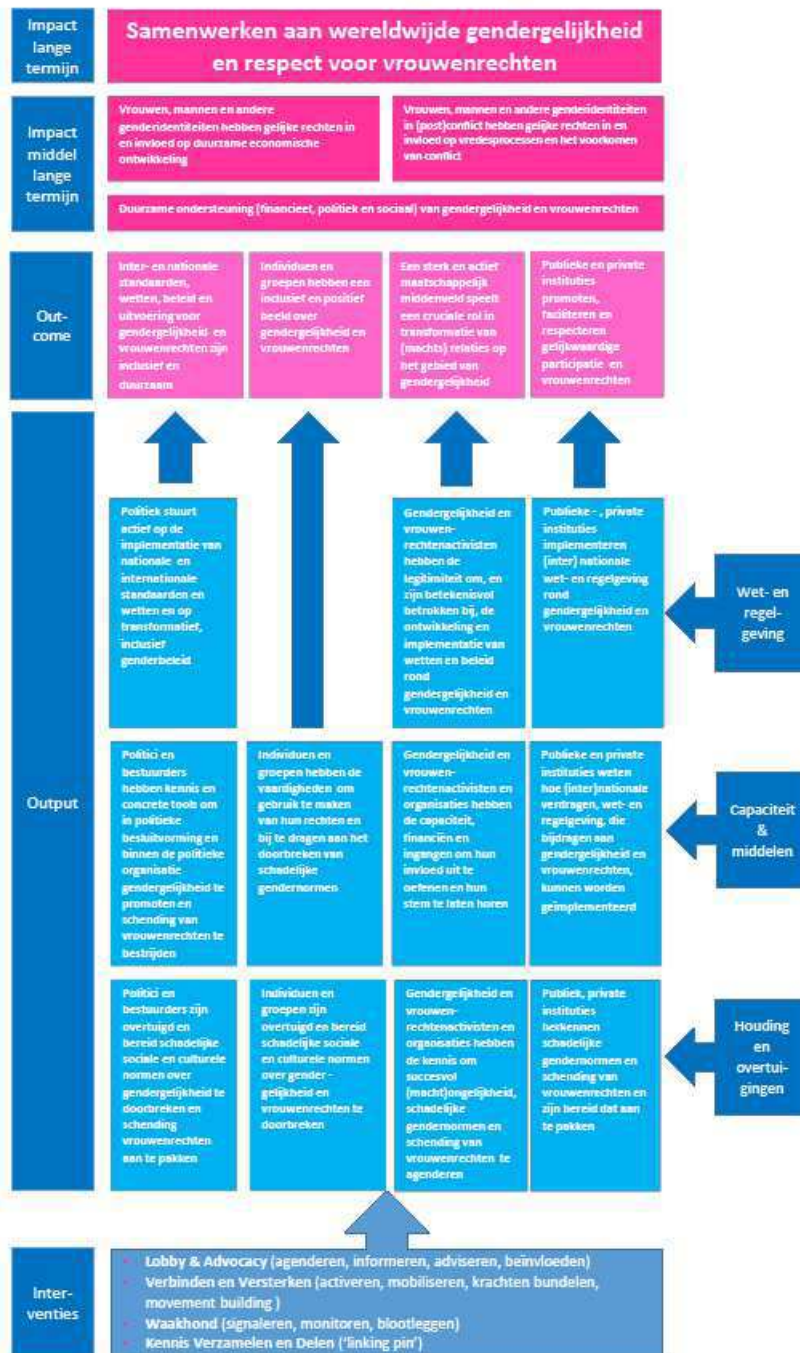 Impact
lange
termijn
Samenwerken aan wereldwijde gendergelijkheid
en respect voor vrouwenrechten
Impact
middel
lange
termijn
Vrouwen, mannen en andere
genderidentiteiten hebben gelijke rechten in
en invloed op duurzame economische
ontwikkeling
Vrouwen, mannen en andere genderidentiteiten
in (post)conflict hebben gelijke rechten in en
invloed op vredesprocessen en het voorkomen
van conflict
Duurzame ondersteuning (financieel, politiek en sociaal) van gendergelijkheid en vrouwenrechten
Out-
come
Inter- en nationale
standaarden,
wetten, beleid en
uitvoering voor
gendergelijkheid en
vrouwenrechten zijn
inclusief en
duurzaam
Individuen en
groepen hebben een
inclusief en positief
beeld over
gendergelijkheid en
vrouwenrechten
Een sterk en actief
maatschappelijk
middenveld speelt
een cruciale rol in
transformatie van
(machts) relaties op
het gebied van
gendergelijkheid
Publieke en private
instituties
promoten,
faciliteren en
respecteren
gelijkwaardige
participatie en
vrouwenrechten
Output
Politiek stuurt
actief op de
implementatie van
nationale en
internationale
standaarden en
wetten en op
transformatief,
inclusief
genderbeleid
Gendergelijkheid en
vrouwen-
rechtenactivisten
hebben de
legitimiteit om, en
zijn betekenisvol
betrokken bij, de
ontwikkeling en
implementatie van
wetten en beleid
rond
gendergelijkheid en
vrouwenrechten
Publieke - , private
instituties
implementeren
(inter) nationale
wet- en regelgeving
rond
gendergelijkheid en
vrouwenrechten
Wet- en
regel-
geving
Politici en
bestuurders
hebben kennis en
concrete tools om
in politieke
besluitvorming en
binnen de politieke
organisatie
gendergelijkheid te
promoten en
schending van
vrouwenrechten te
bestrijden
Individuen en
groepen hebben de
vaardigheden om
gebruik te maken
van hun rechten en
bij te dragen aan het
doorbreken van
schadelijke
gendernormen
Gendergelijkheid en
vrouwen-
rechtenactivisten en
organisaties hebben
de capaciteit,
financiën en
ingangen om hun
invloed uit te
oefenen en hun
stem te laten horen
Publieke en private
instituties weten
hoe (inter)nationale
verdragen, wet- en
regelgeving, die
bijdragen aan
gendergelijkheid en
vrouwenrechten,
kunnen worden
geïmplementeerd
Capaciteit
&
middelen
Politici en
bestuurders zijn
overtuigd en
bereid schadelijke
sociale en culturele
normen over
gendergelijkheid te
doorbreken en
schending
vrouwenrechten
aan te pakken
Individuen en
groepen zijn
overtuigd en bereid
schadelijke sociale
en culturele normen
over gender -
gelijkheid en
vrouwenrechten te
doorbreken
Gendergelijkheid en
vrouwen-
rechtenactivisten en
organisaties hebben
de kennis om
succesvol
(macht)ongelijkheid,
schadelijke
gendernormen en
schending van
vrouwenrechten te
agenderen
Publiek, private
instituties
herkennen
schadelijke
gendernormen en
schending van
vrouwenrechten en
zijn bereid dat aan
te pakken
Houding
en
overtui-
gingen
Inter-
venties
• Lobby & Advocacy (agenderen, informeren, adviseren, beïnvloeden)
• Verbinden en Versterken (activeren, mobiliseren, krachten bundelen,
movement building )
• Waakhond (signaleren, monitoren, blootleggen)
• Kennis Verzamelen en Delen ('linking pin')